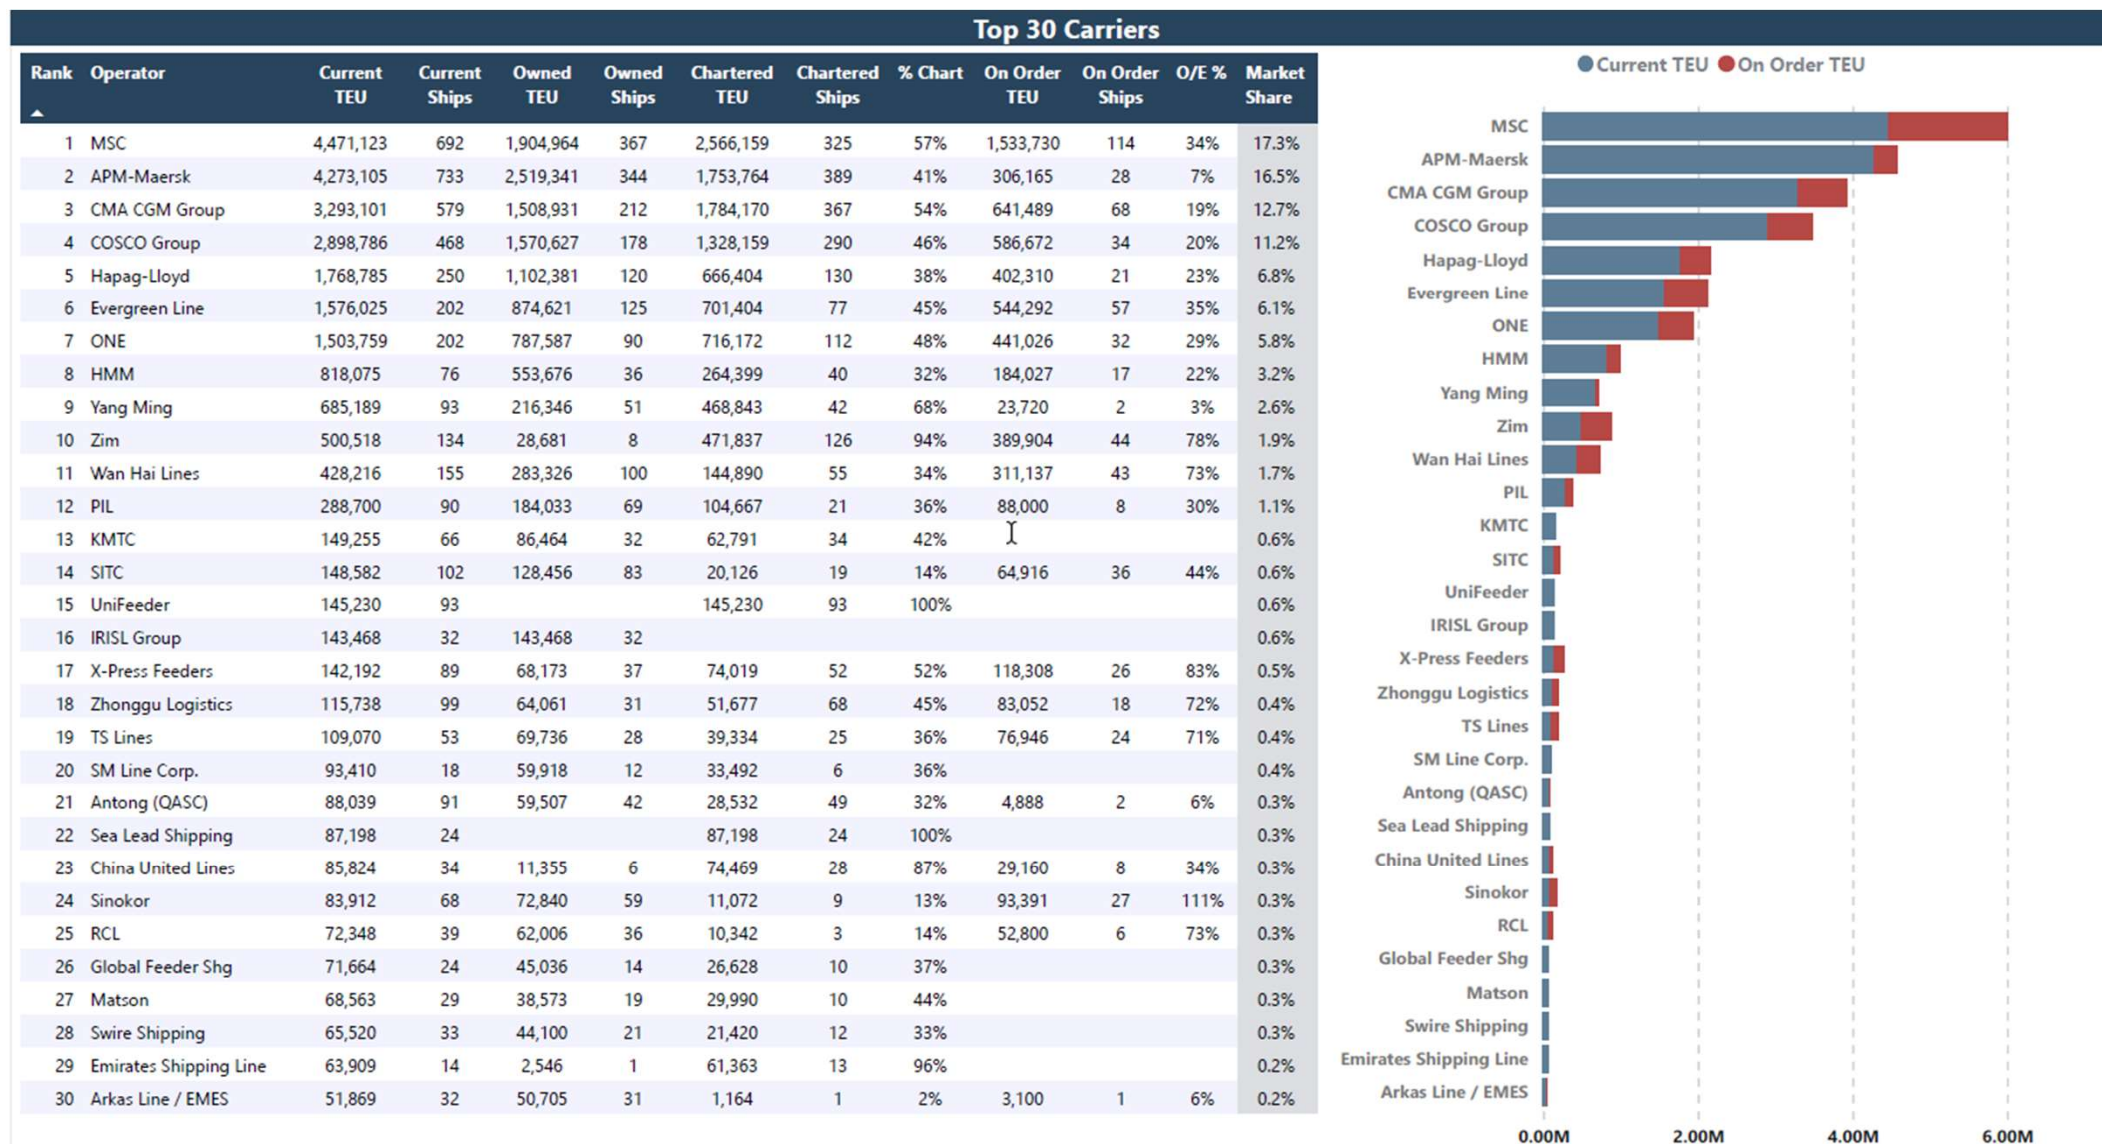 Top 30 Carriers
Rank Operator Current TEU Current Ships Owned TEU Owned Ships Chartered TEU Chartered Ships % Chart On Order TEU On Order Ships O/E % Market Share
1 MSC 4,471,123 692 1,904,964 367 2,566,159 325 57% 1,533,730 114 34% 17.3%
2 APM-Maersk 4,273,105 733 2,519,341 344 1,753,764 389 41% 306,165 28 7% 16.5%
3 CMA CGM Group 3,293,101 579 1,508,931 212 1,784,170 367 54% 641,489 68 19% 12.7%
4 COSCO Group 2,898,786 468 1,570,627 178 1,328,159 290 46% 586,672 34 20% 11.2%
5 Hapag-Lloyd 1,768,785 250 1,102,381 120 666,404 130 38% 402,310 21 23% 6.8%
6 Evergreen Line 1,576,025 202 874,621 125 701,404 77 45% 544,292 57 35% 6.1%
7 ONE 1,503,759 202 787,587 90 716,172 112 48% 441,026 32 29% 5.8%
8 HMM 818,075 76 553,676 36 264,399 40 32% 184,027 17 22% 3.2%
9 Yang Ming 685,189 93 216,346 51 468,843 42 68% 23,720 2 3% 2.6%
10 Zim 500,518 134 28,681 8 471,837 126 94% 389,904 44 78% 1.9%
11 Wan Hai Lines 428,216 155 283,326 100 144,890 55 34% 311,137 43 73% 1.7%
12 PIL 288,700 90 184,033 69 104,667 21 36% 88,000 8 30% 1.1%
13 KMTC 149,255 66 86,464 32 62,791 34 42% 0.6%
14 SITC 148,582 102 128,456 83 20,126 19 14% 64,916 36 44% 0.6%
15 UniFeeder 145,230 93 145,230 93 100% 0.6%
16 IRISL Group 143,468 32 143,468 32 0.6%
17 X-Press Feeders 142,192 89 68,173 37 74,019 52 52% 118,308 26 83% 0.5%
18 Zhonggu Logistics 115,738 99 64,061 31 51,677 68 45% 83,052 18 72% 0.4%
19 TS Lines 109,070 53 69,736 28 39,334 25 36% 76,946 24 71% 0.4%
20 SM Line Corp. 93,410 18 59,918 12 33,492 6 36% 0.4%
21 Antong (QASC) 88,039 91 59,507 42 28,532 49 32% 4,888 2 6% 0.3%
22 Sea Lead Shipping 87,198 24 87,198 24 100% 0.3%
23 China United Lines 85,824 34 11,355 6 74,469 28 87% 29,160 8 34% 0.3%
24 Sinokor 83,912 68 72,840 59 11,072 9 13% 93,391 27 111% 0.3%
25 RCL 72,348 39 62,006 36 10,342 3 14% 52,800 6 73% 0.3%
26 Global Feeder Shg 71,664 24 45,036 14 26,628 10 37% 0.3%
27 Matson 68,563 29 38,573 19 29,990 10 44% 0.3%
28 Swire Shipping 65,520 33 44,100 21 21,420 12 33% 0.3%
29 Emirates Shipping Line 63,909 14 2,546 1 61,363 13 96% 0.2%
30 Arkas Line / EMES 51,869 32 50,705 31 1,164 1 2% 3,100 1 6% 0.2%
Current TEU On Order TEU
MSC
APM-Maersk
CMA CGM Group
COSCO Group
Hapag-Lloyd
Evergreen Line
ONE
HMM
Yang Ming
Zim
Wan Hai Lines
PIL
KMTC
SITC
UniFeeder
IRISL Group
X-Press Feeders
Zhonggu Logistics
TS Lines
SM Line Corp.
Antong (QASC)
Sea Lead Shipping
China United Lines
Sinokor
RCL
Global Feeder Shg
Matson
Swire Shipping
Emirates Shipping Line
Arkas Line / EMES
0.00M 2.00M 4.00M 6.00M